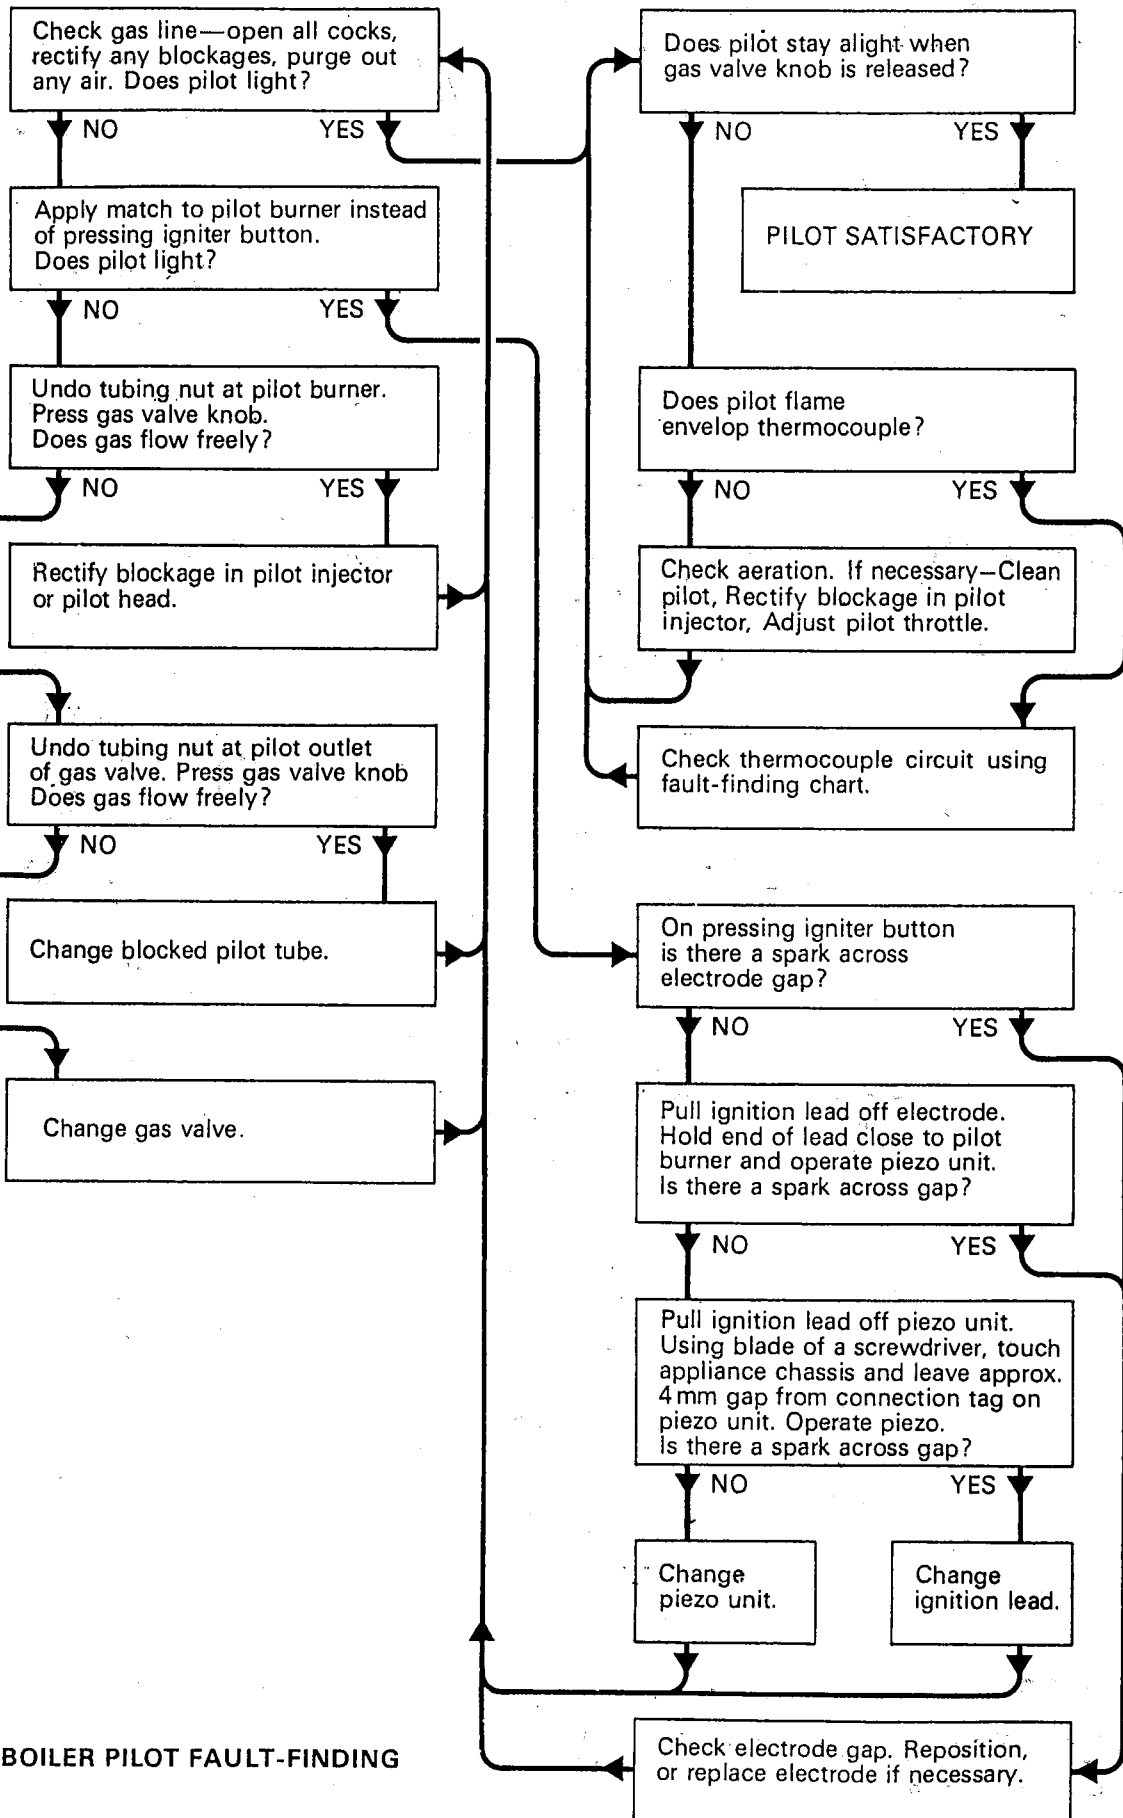 Check gas line—open all cocks,
rectify any blockages, purge out
any air. Does pilot light?
NO
YES
Apply match to pilot burner instead
of pressing igniter button.
Does pilot light?
NO
YES
Undo tubing nut at pilot burner.
Press gas valve knob.
Does gas flow freely?
NO
YES
Rectify blockage in pilot injector
or pilot head.
Undo tubing nut at pilot outlet
of gas valve. Press gas valve knob
Does gas flow freely?
NO
YES
Change blocked pilot tube.
Change gas valve.
Does pilot stay alight when
gas valve knob is released?
NO
YES
PILOT SATISFACTORY
Does pilot flame
envelop thermocouple?
NO
YES
Check aeration. If necessary—Clean
pilot, Rectify blockage in pilot
injector, Adjust pilot throttle.
Check thermocouple circuit using
fault-finding chart.
On pressing igniter button
is there a spark across
electrode gap?
NO
YES
Pull ignition lead off electrode.
Hold end of lead close to pilot
burner and operate piezo unit.
Is there a spark across gap?
NO
YES
Pull ignition lead off piezo unit.
Using blade of a screwdriver, touch
appliance chassis and leave approx.
4 mm gap from connection tag on
piezo unit. Operate piezo.
Is there a spark across gap?
NO
YES
Change
piezo unit.
Change
ignition lead.
Check electrode gap. Reposition,
or replace electrode if necessary.
BOILER PILOT FAULT-FINDING